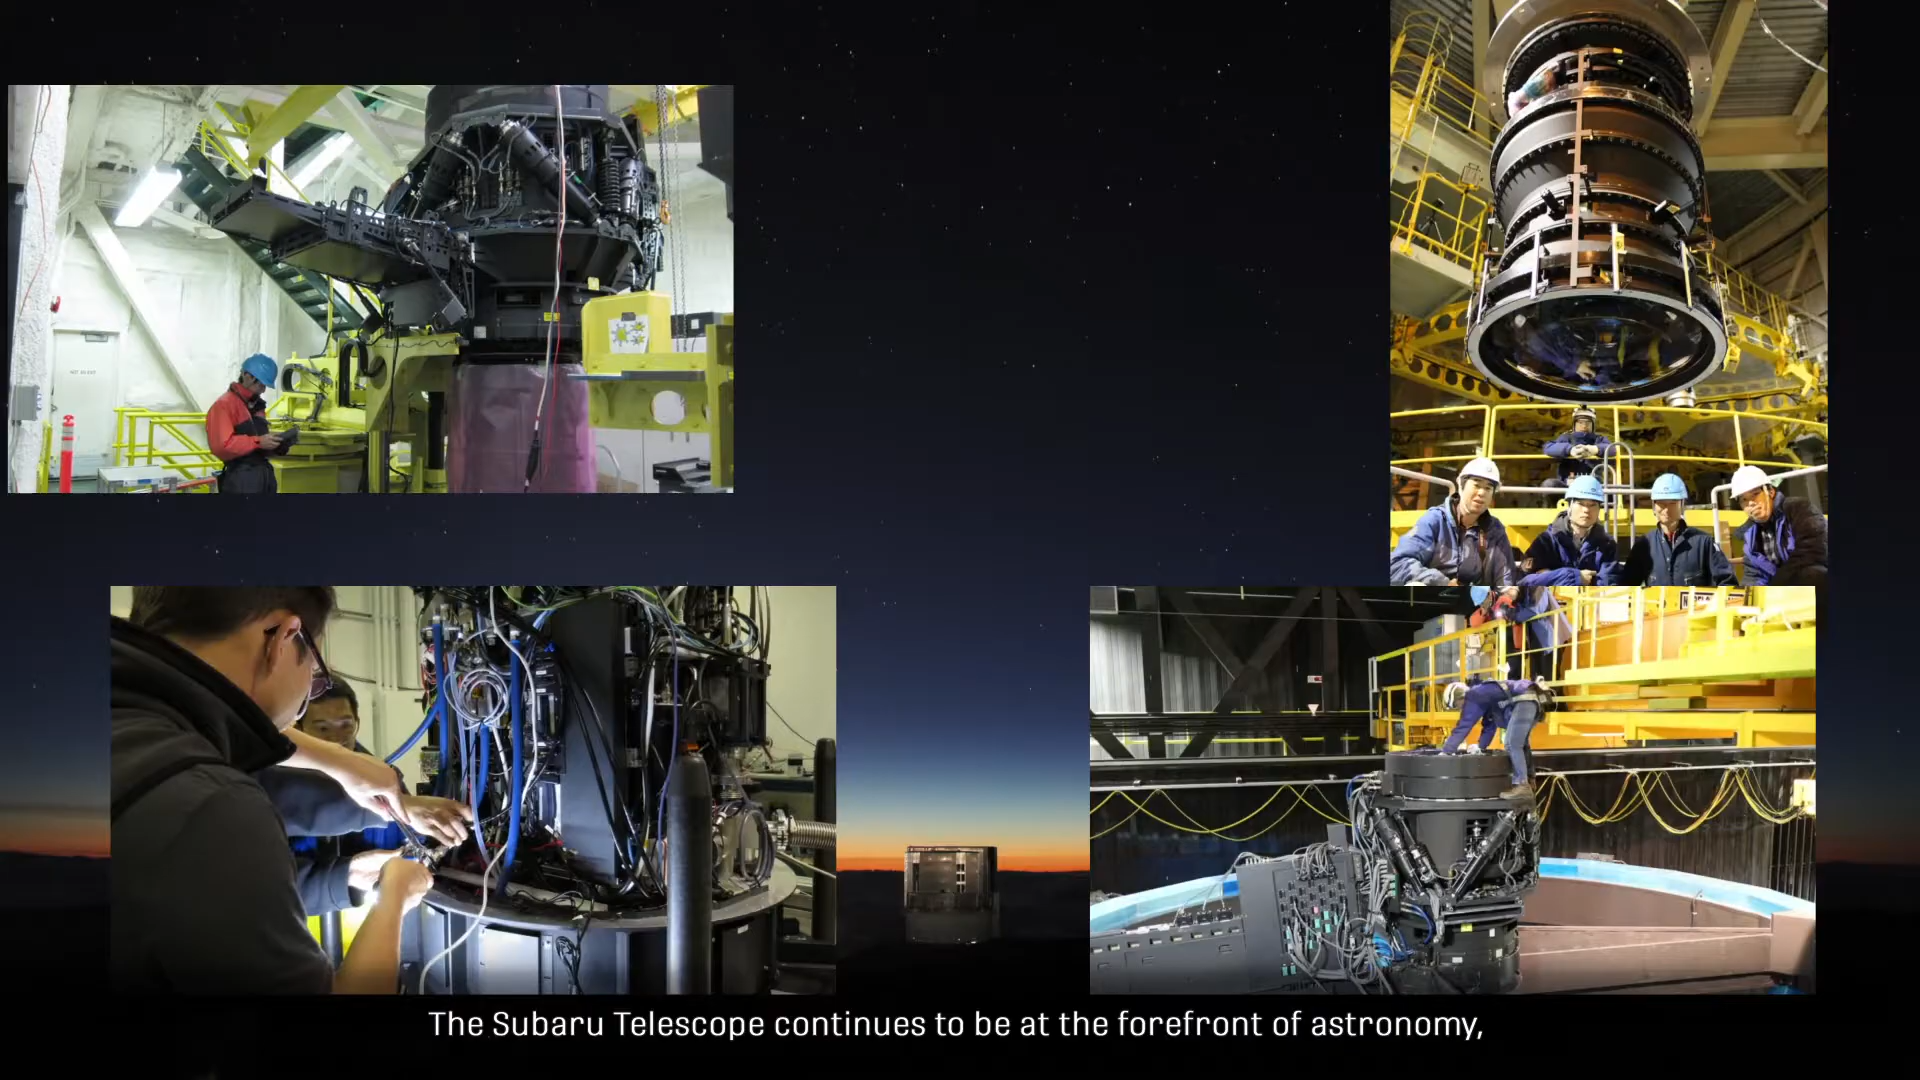 The Subaru Telescope continues to be at the forefront of astronomy,